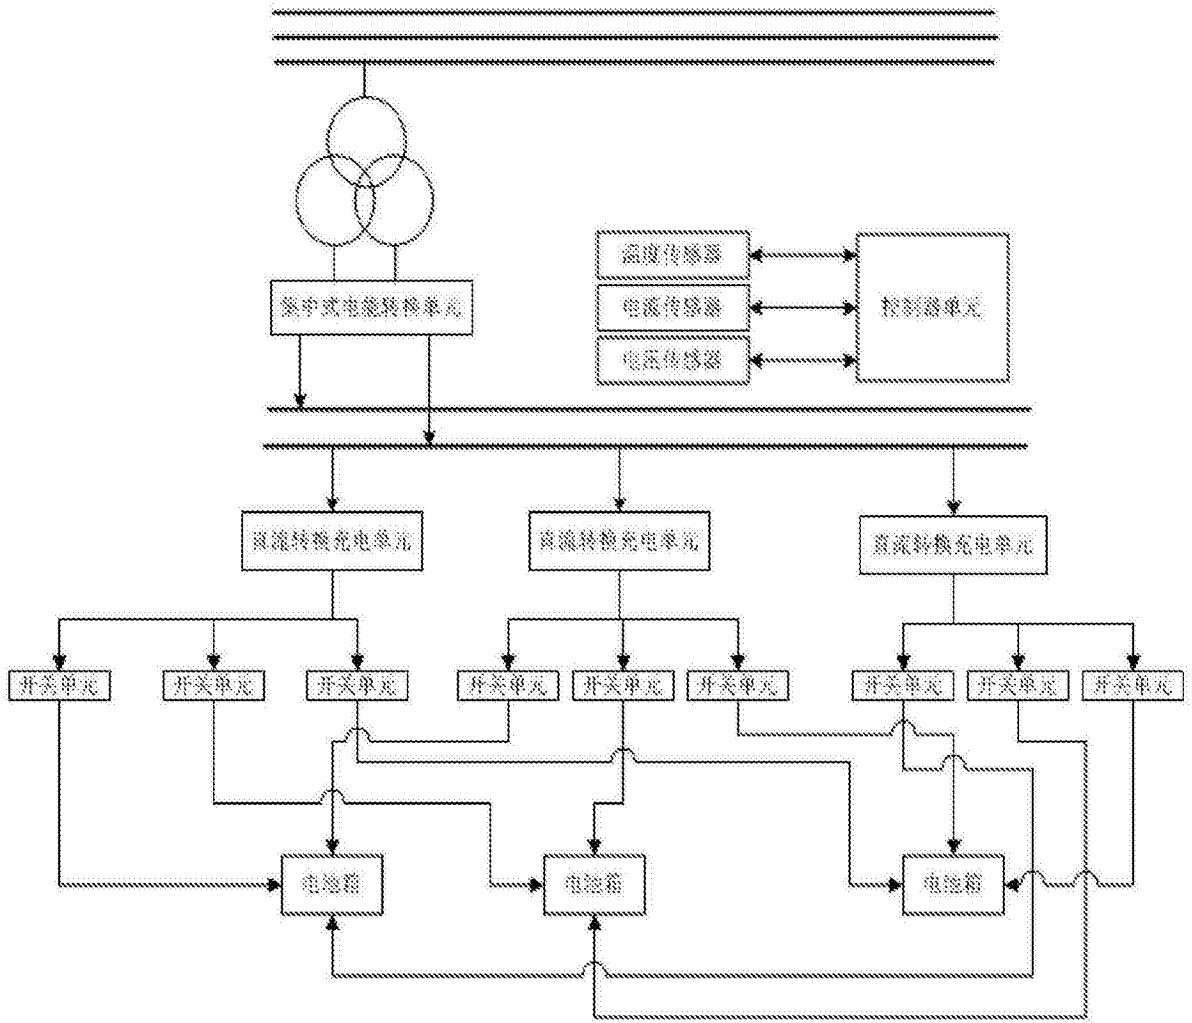 温度传感器
集中式电能转换单元
电流传感器
控制器单元
电压传感器
直流转换充电单元
直流转换充电单元
直流转换充电单元
开关单元
开关单元
开关单元
开关单元
开关单元
开关单元
开关单元
开关单元
开关单元
电池箱
电池箱
电池箱